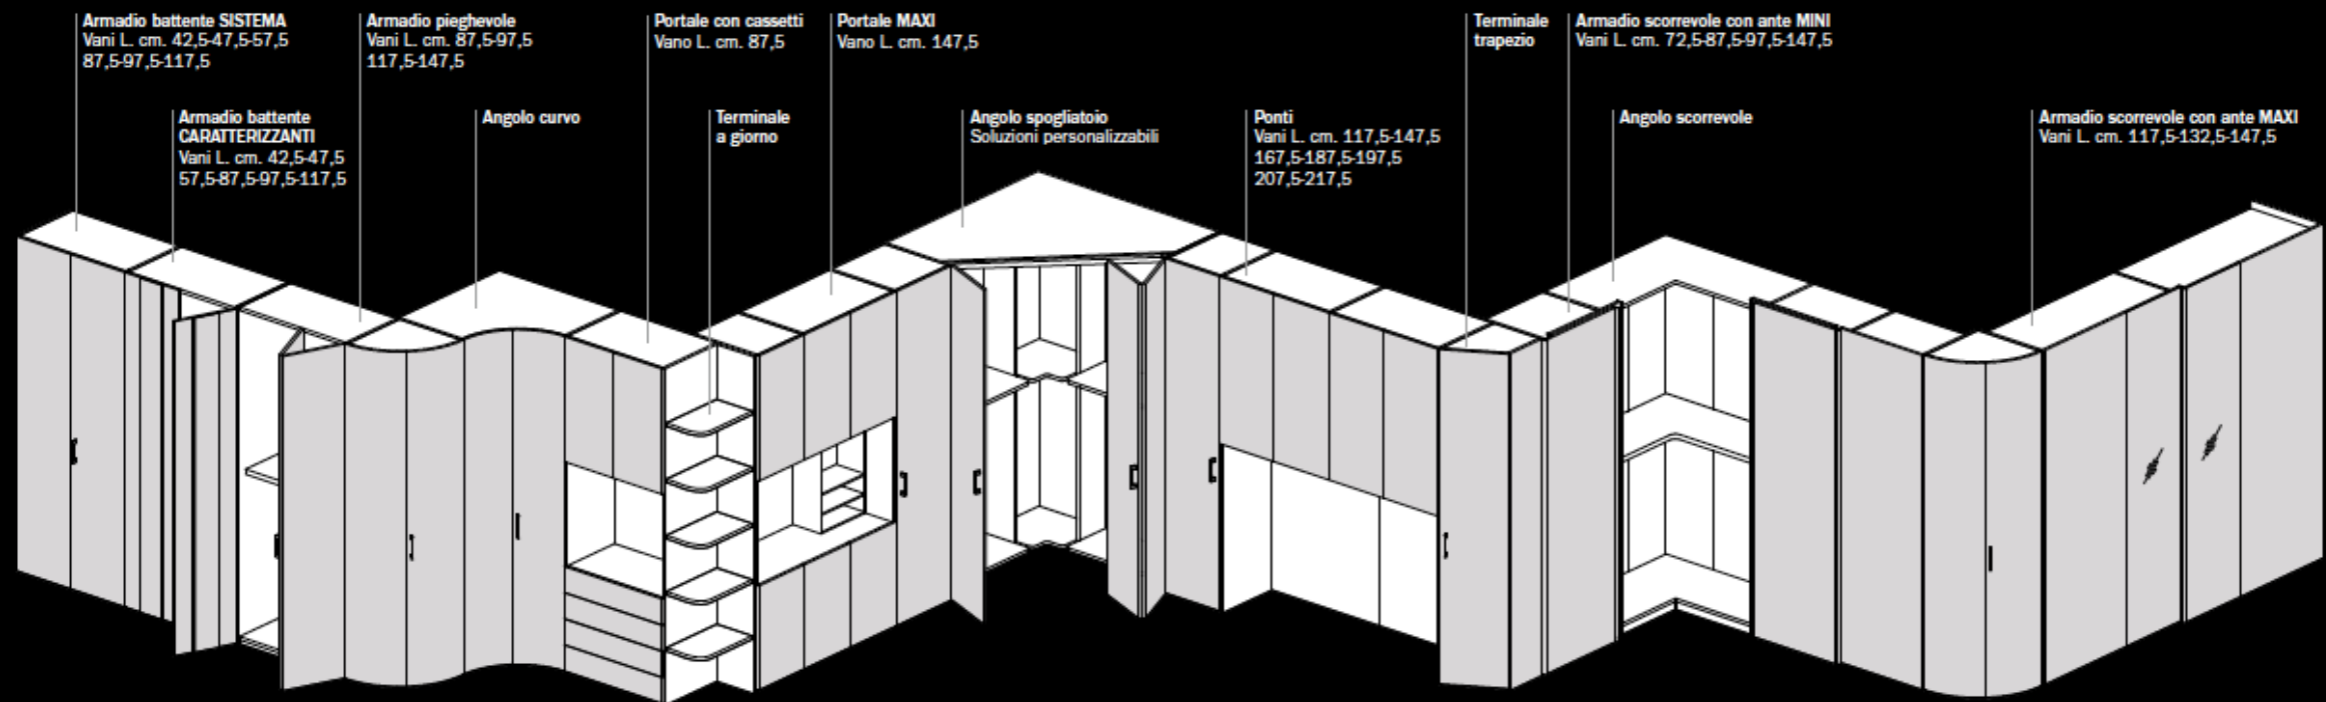 Armadio battente SISTEMA
Vani L. cm. 42,5-47,5-57,5
87,5-97,5-117,5
Armadio pieghevole
Vani L. cm. 87,5-97,5
117,5-147,5
Portale con cassetti
Vano L. cm. 87,5
Portale MAXI
Vano L. cm. 147,5
Terminale
trapezio
Armadio scorrevole con ante MINI
Vani L. cm. 72,5-87,5-97,5-147,5
Armadio battente
CARATTERIZZANTI
Vani L. cm. 42,5-47,5
57,5-87,5-97,5-117,5
Angolo curvo
Terminale
a giorno
Angolo spogliatoio
Soluzioni personalizzabili
Ponti
Vani L. cm. 117,5-147,5
167,5-187,5-197,5
207,5-217,5
Angolo scorrevole
Armadio scorrevole con ante MAXI
Vani L. cm. 117,5-132,5-147,5